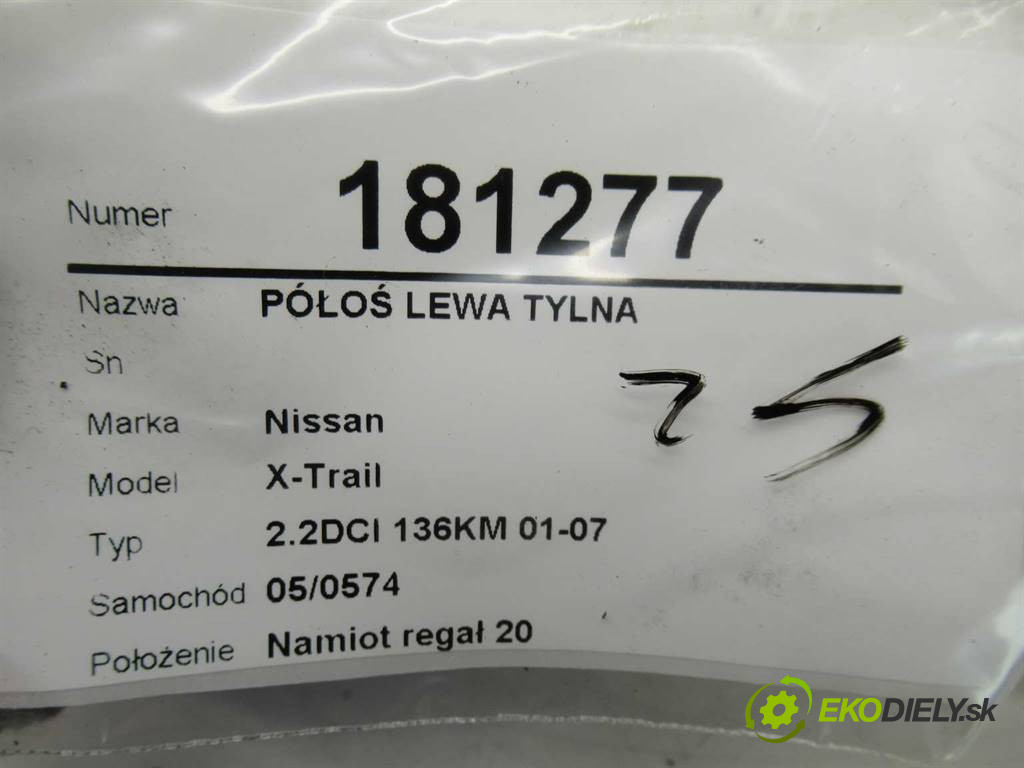 Numer 181277
Nazwa PÓŁOŚ LEWA TYLNA
Sn
Marka Nissan
Model X-Trail
Typ 2.2DCI 136KM 01-07
Samochód 05/0574
Położenie Namiot regał 20
EKODIELY.sk